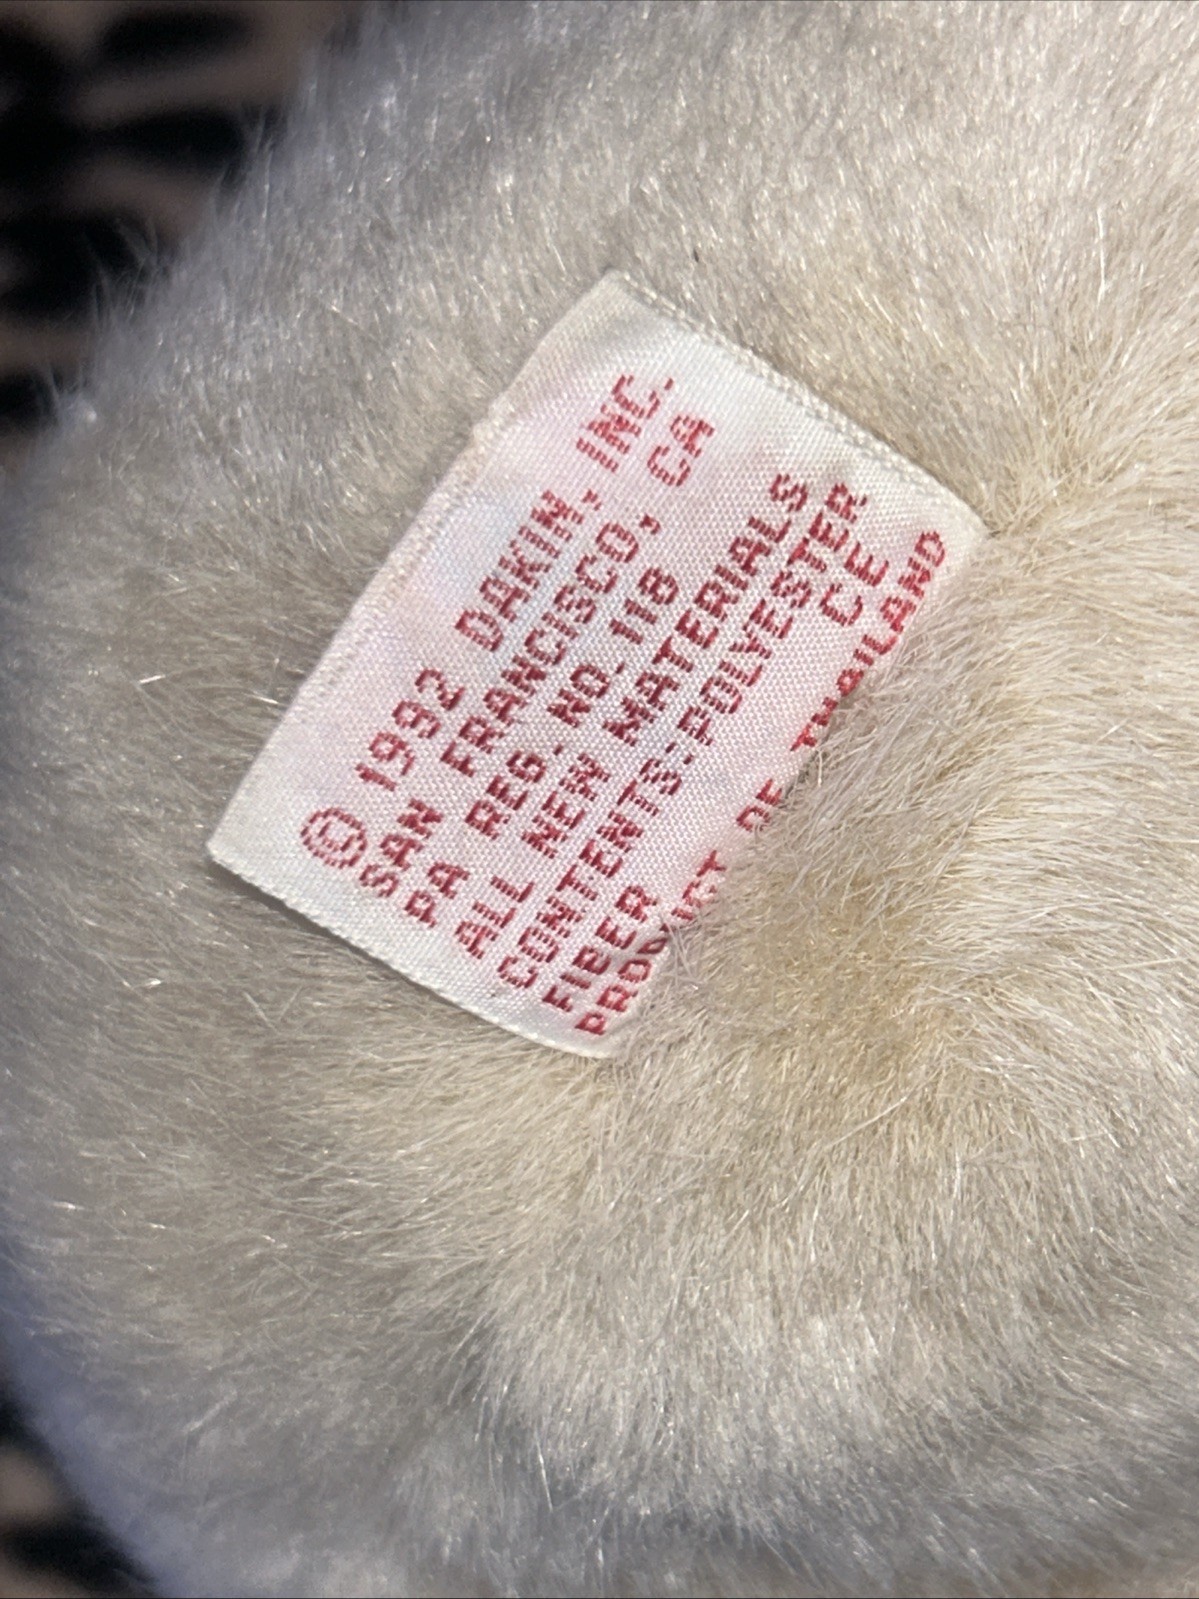 © 1992 DAKIN, INC.
SAN FRANCISCO, CA
PA REG. NO. 118
ALL NEW MATERIALS
CONTENTS:POLYESTER
FIBER CE
PRODUCT OF THAILAND